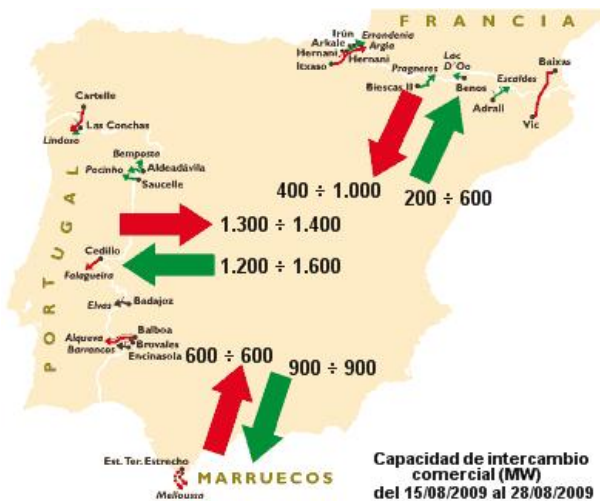 FRANCIA
Irún
Errondenia
Arkale
Argia
Hernani
Hernani
Itxaso
Pragneres
Lac
D'Oo
Baixas
Biescas II
Benos
Escaldes
Adrall
Vic
Cartelle
Las Conchas
Lindoso
Bemposta
Pocinho
Aldeadávila
Saucelle
400 ÷ 1.000
200 ÷ 600
1.300 ÷ 1.400
PORTUGAL
Cedillo
Falagueira
1.200 ÷ 1.600
Elvas
Badajoz
Alqueva
Balboa
Barrancos
Bruvales
Encinasola
600 ÷ 600
900 ÷ 900
Est. Ter. Estrecho
MARRUECOS
Melloussa
Capacidad de intercambio
comercial (MW)
del 15/08/2009 al 28/08/2009